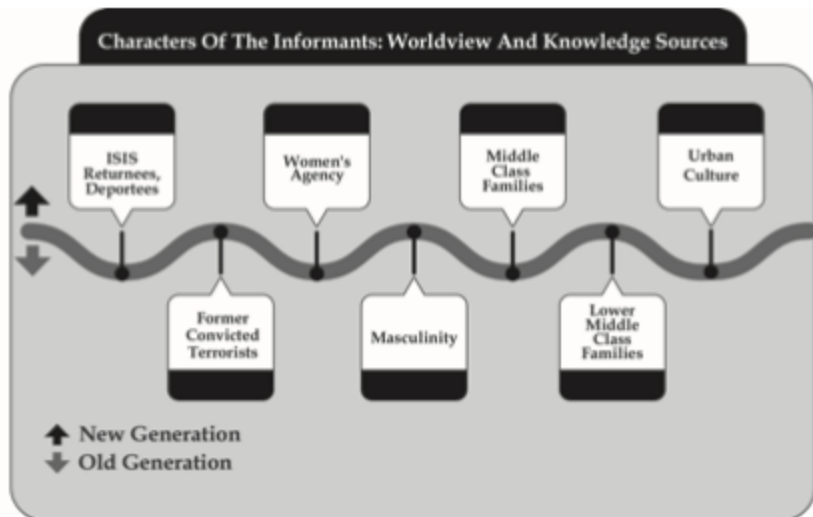 Characters Of The Informants: Worldview And Knowledge Sources
ISIS
Returnees,
Deportees
Women's
Agency
Middle
Class
Families
Urban
Culture
Former
Convicted
Terrorists
Masculinity
Lower
Middle
Class
Families
New Generation
Old Generation